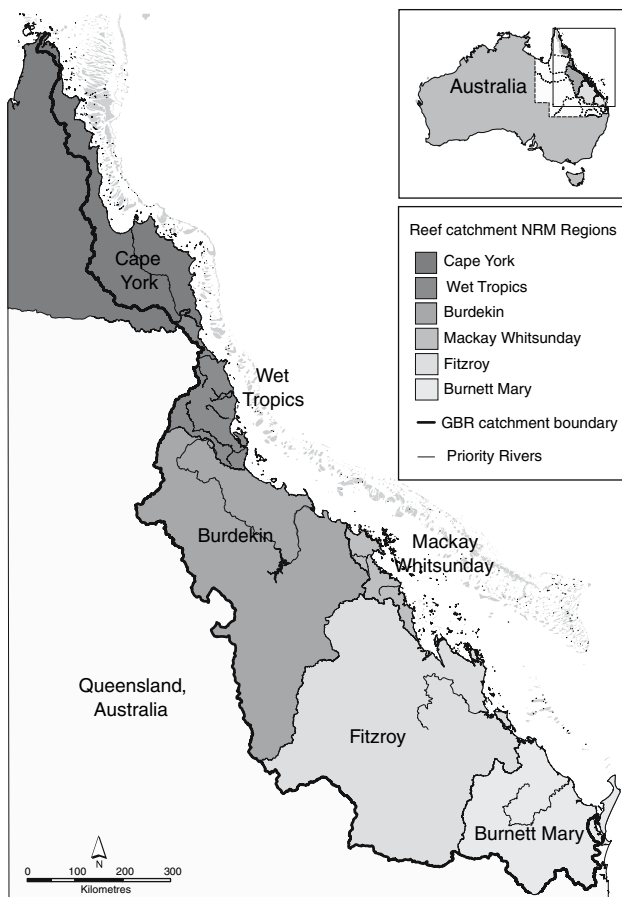 Australia
Reef catchment NRM Regions
Cape York
Wet Tropics
Burdekin
Mackay Whitsunday
Fitzroy
Burnett Mary
GBR catchment boundary
Priority Rivers
Cape
York
Wet
Tropics
Burdekin
Mackay
Whitsunday
Queensland,
Australia
Fitzroy
Burnett Mary
N
0 100 200 300
Kilometres